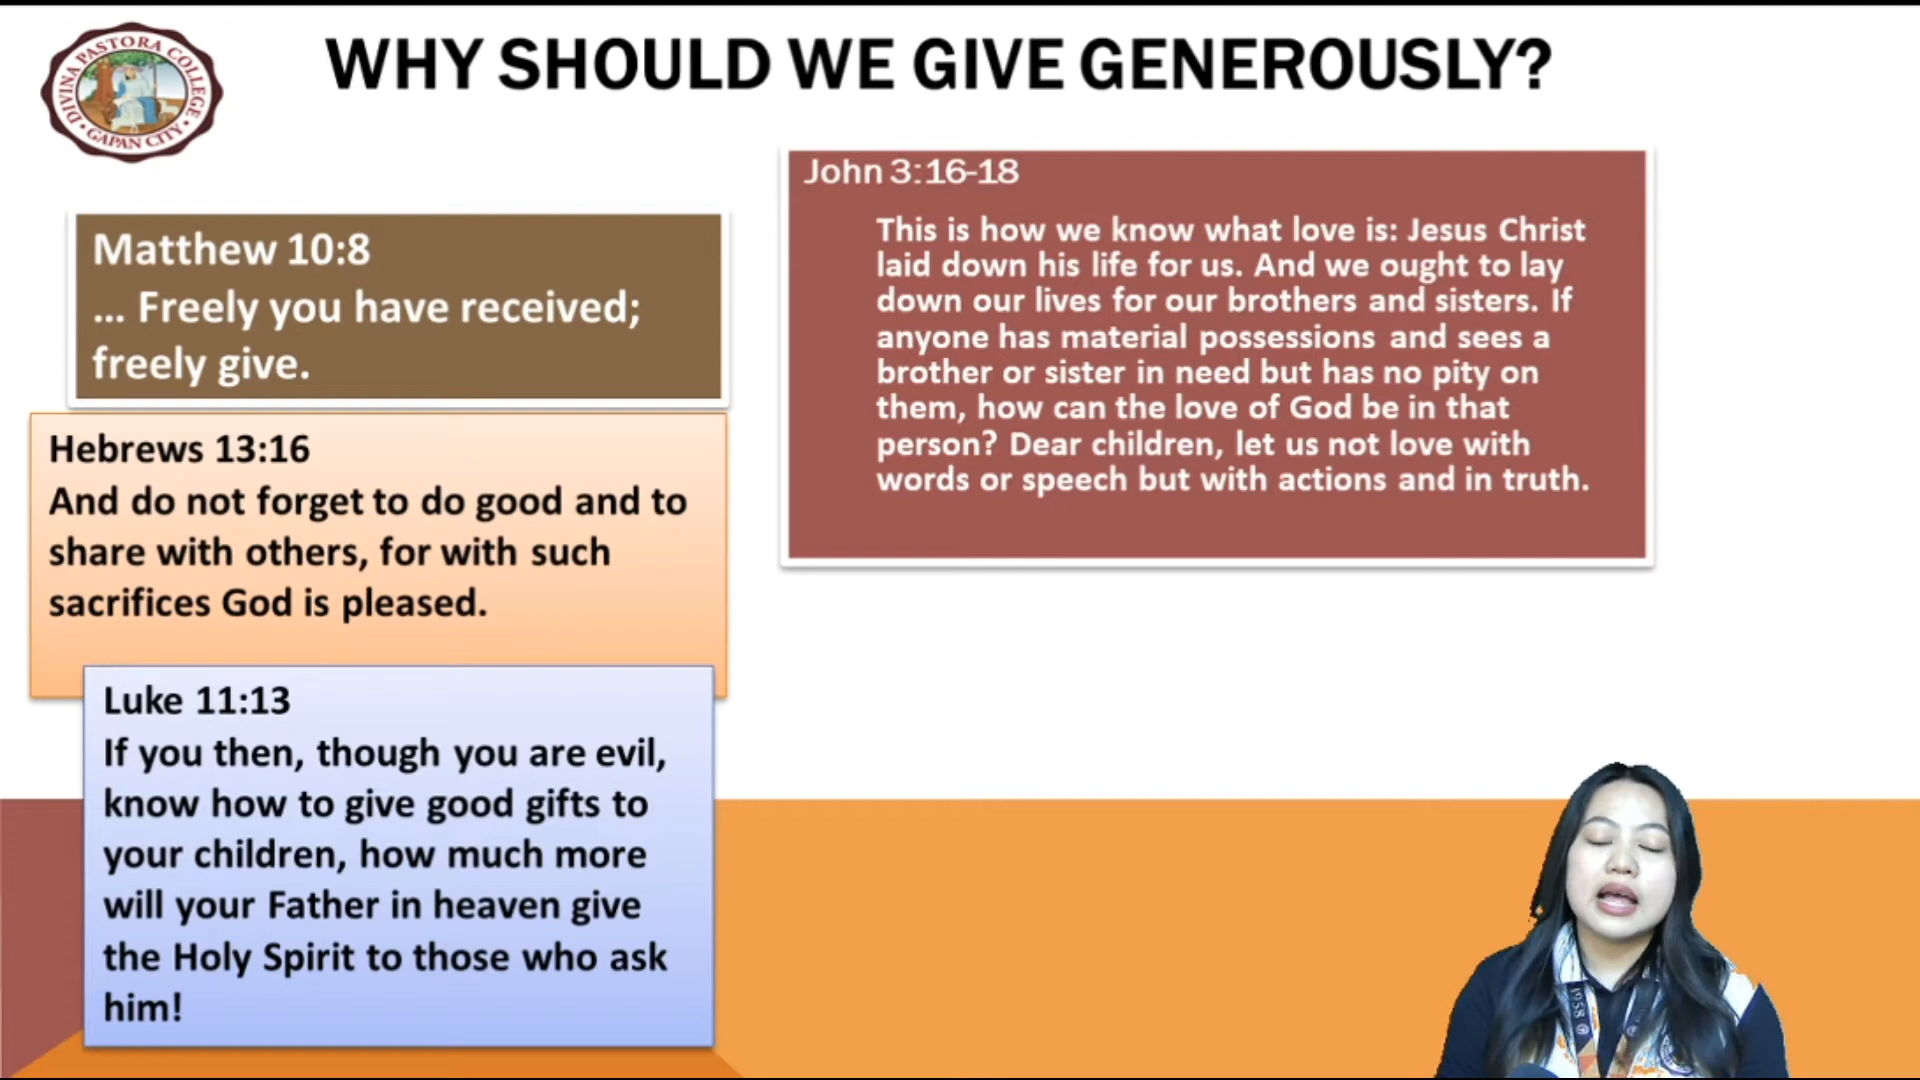 DIVINA PASTORA COLLEGE
• GAPAN CITY •
WHY SHOULD WE GIVE GENEROUSLY?
Matthew 10:8
... Freely you have received;
freely give.
Hebrews 13:16
And do not forget to do good and to
share with others, for with such
sacrifices God is pleased.
Luke 11:13
If you then, though you are evil,
know how to give good gifts to
your children, how much more
will your Father in heaven give
the Holy Spirit to those who ask
him!
John 3:16-18
This is how we know what love is: Jesus Christ
laid down his life for us. And we ought to lay
down our lives for our brothers and sisters. If
anyone has material possessions and sees a
brother or sister in need but has no pity on
them, how can the love of God be in that
person? Dear children, let us not love with
words or speech but with actions and in truth.
1958